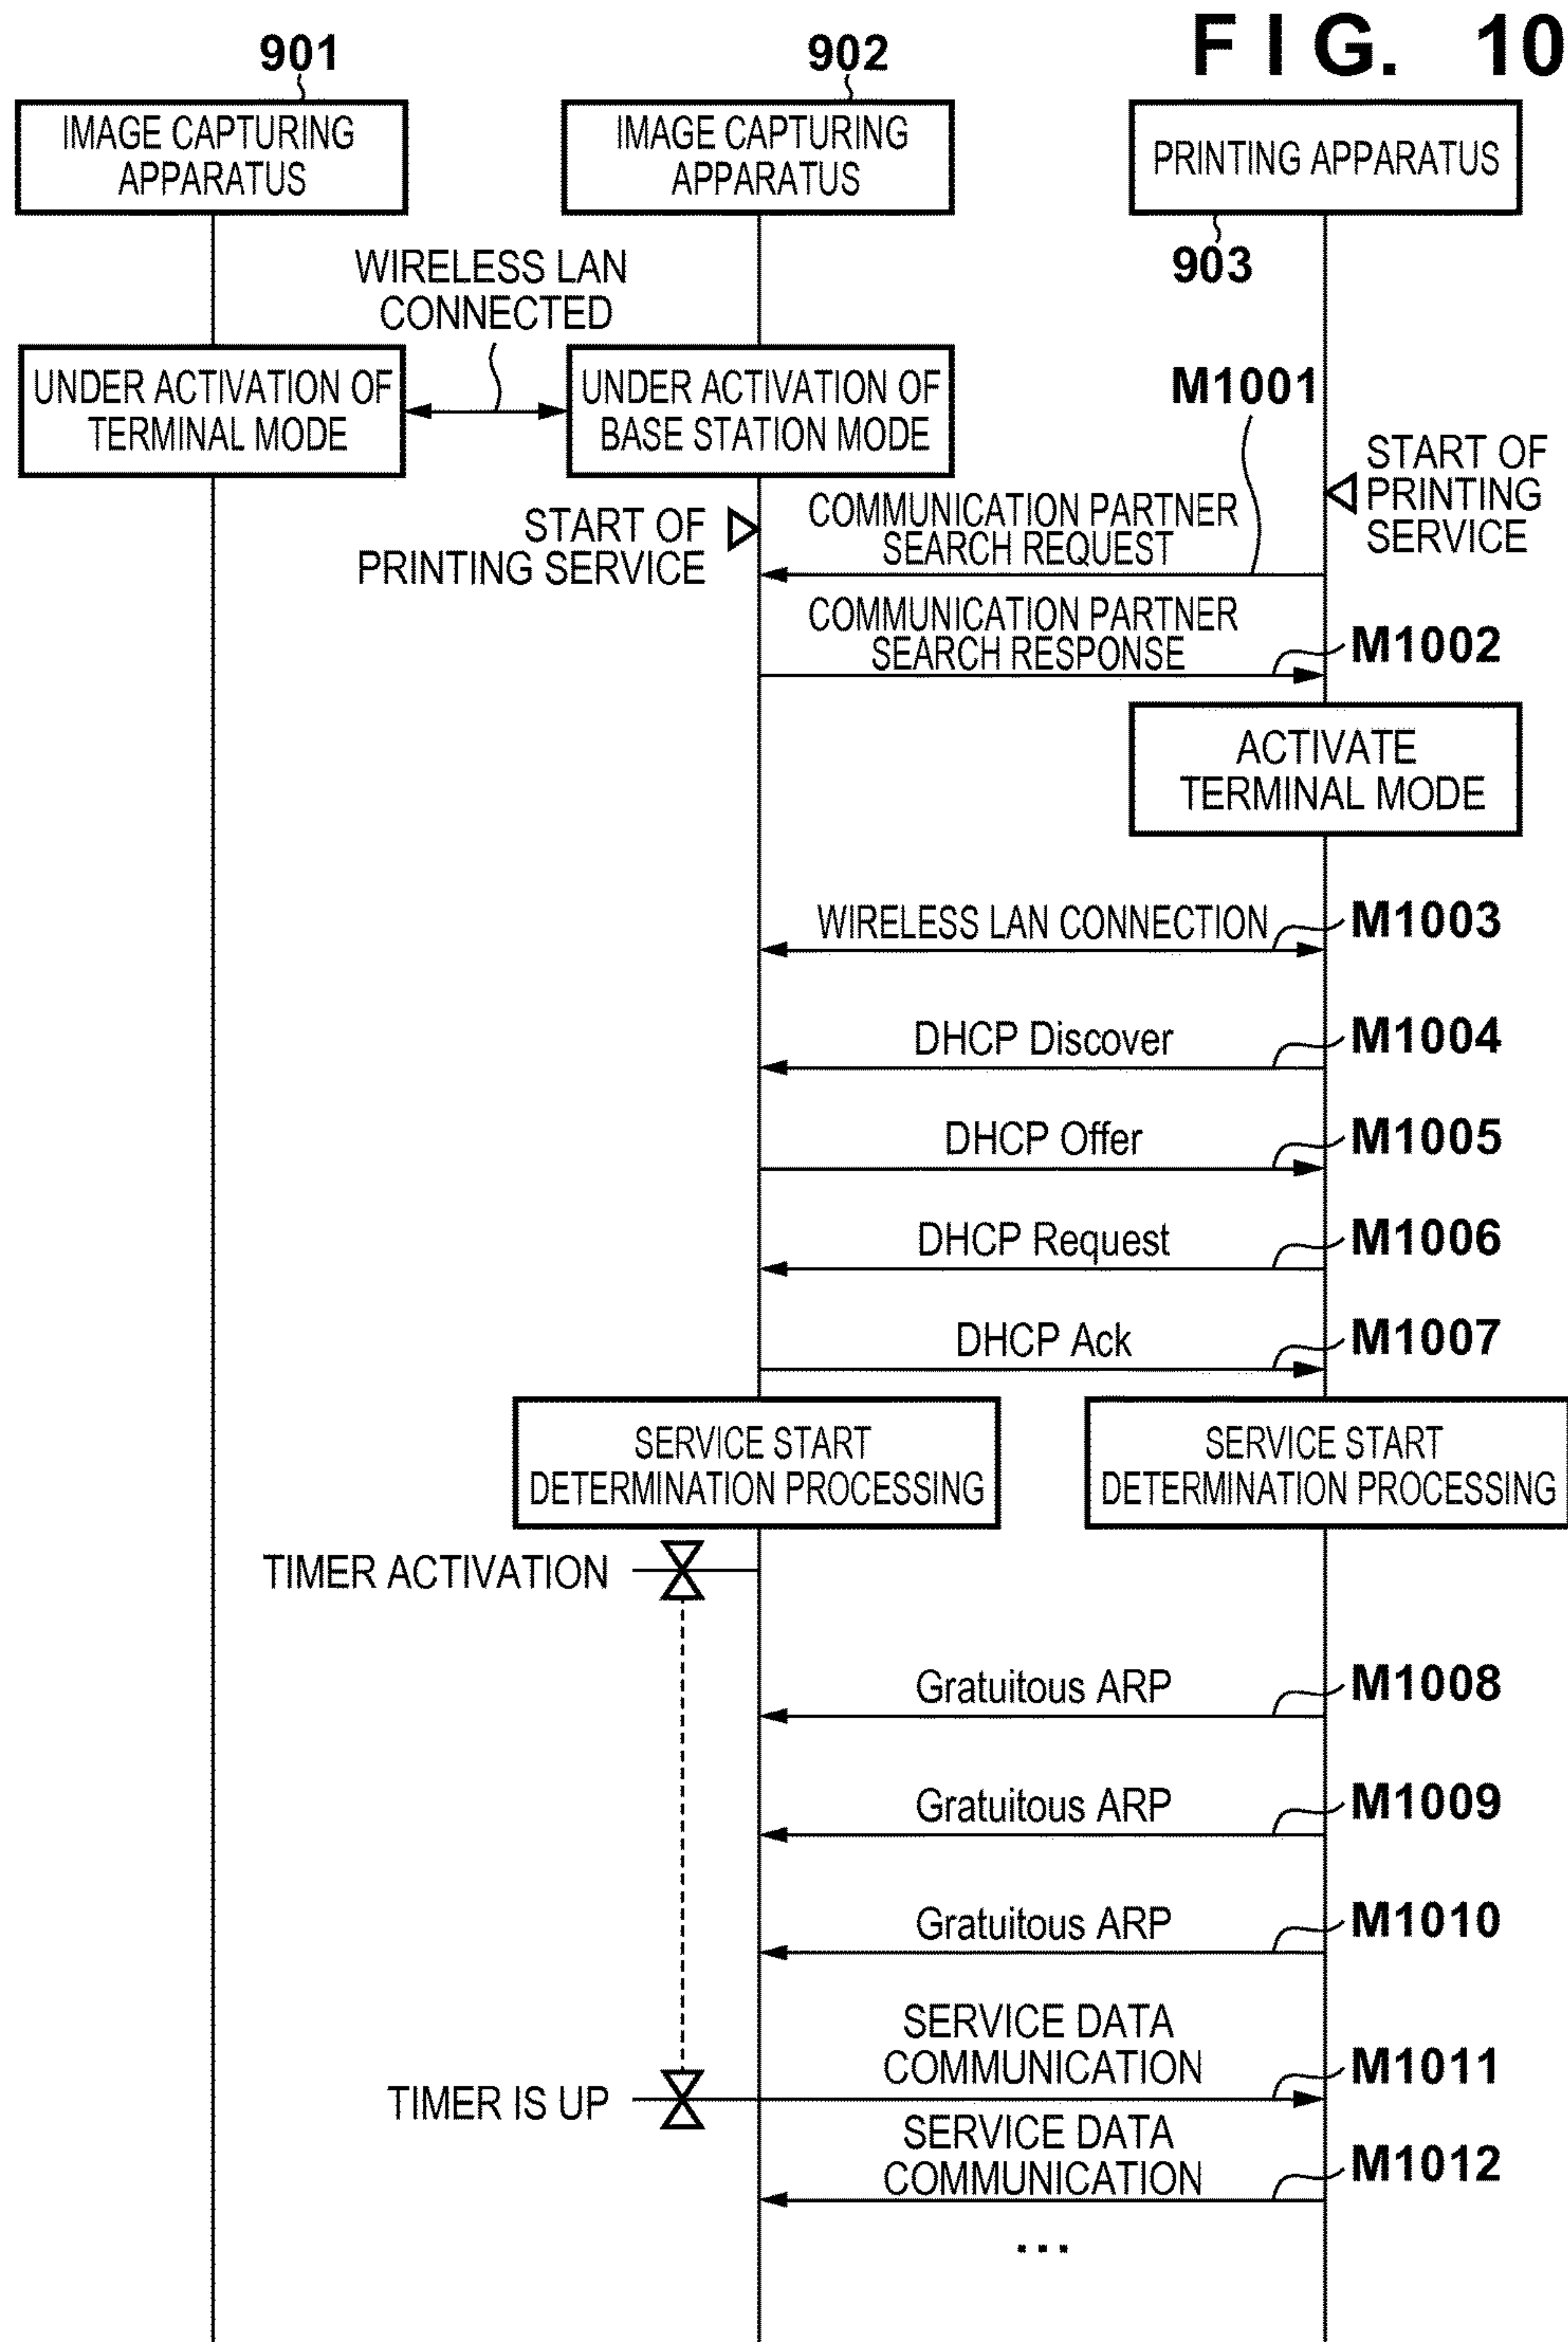 FIG. 10
901
902
IMAGE CAPTURING
APPARATUS
IMAGE CAPTURING
APPARATUS
PRINTING APPARATUS
903
WIRELESS LAN
CONNECTED
UNDER ACTIVATION OF
TERMINAL MODE
UNDER ACTIVATION OF
BASE STATION MODE
M1001
START OF
PRINTING
SERVICE
START OF
PRINTING SERVICE
COMMUNICATION PARTNER
SEARCH REQUEST
COMMUNICATION PARTNER
SEARCH RESPONSE
M1002
ACTIVATE
TERMINAL MODE
WIRELESS LAN CONNECTION
M1003
DHCP Discover
M1004
DHCP Offer
M1005
DHCP Request
M1006
DHCP Ack
M1007
SERVICE START
DETERMINATION PROCESSING
SERVICE START
DETERMINATION PROCESSING
TIMER ACTIVATION
Gratuitous ARP
M1008
Gratuitous ARP
M1009
Gratuitous ARP
M1010
SERVICE DATA
COMMUNICATION
M1011
TIMER IS UP
SERVICE DATA
COMMUNICATION
M1012
...